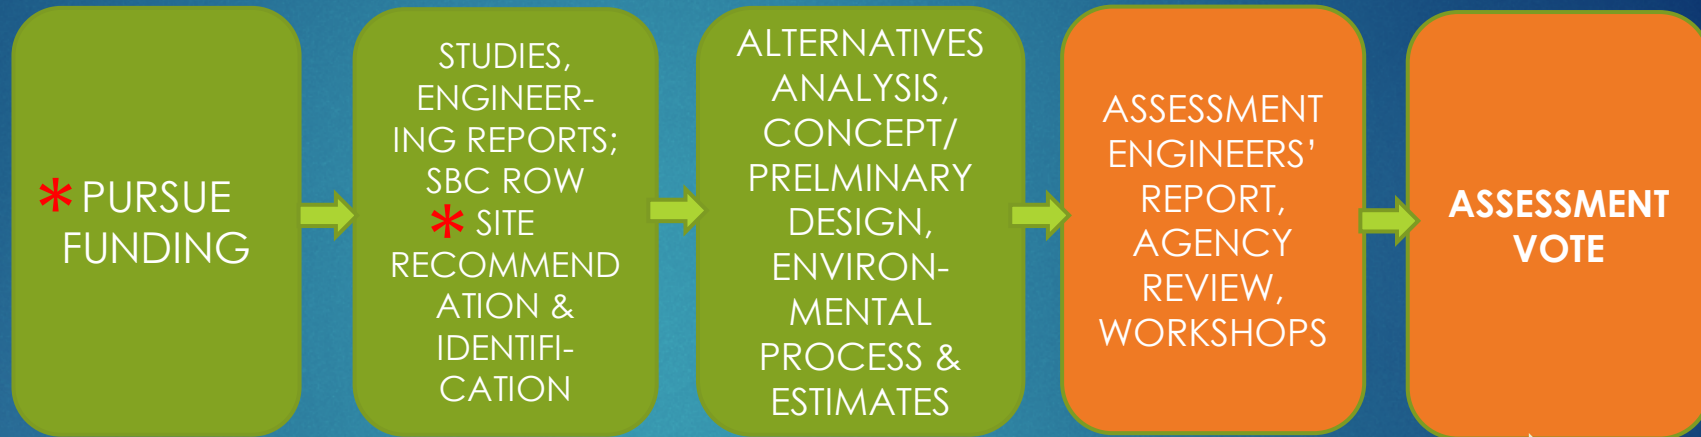 * PURSUE
FUNDING
STUDIES,
ENGINEER-
ING REPORTS;
SBC ROW
* SITE
RECOMMEND
ATION &
IDENTIFI-
CATION
ALTERNATIVES
ANALYSIS,
CONCEPT/
PRELMINARY
DESIGN,
ENVIRON-
MENTAL
PROCESS &
ESTIMATES
ASSESSMENT
ENGINEERS’
REPORT,
AGENCY
REVIEW,
WORKSHOPS
ASSESSMENT
VOTE